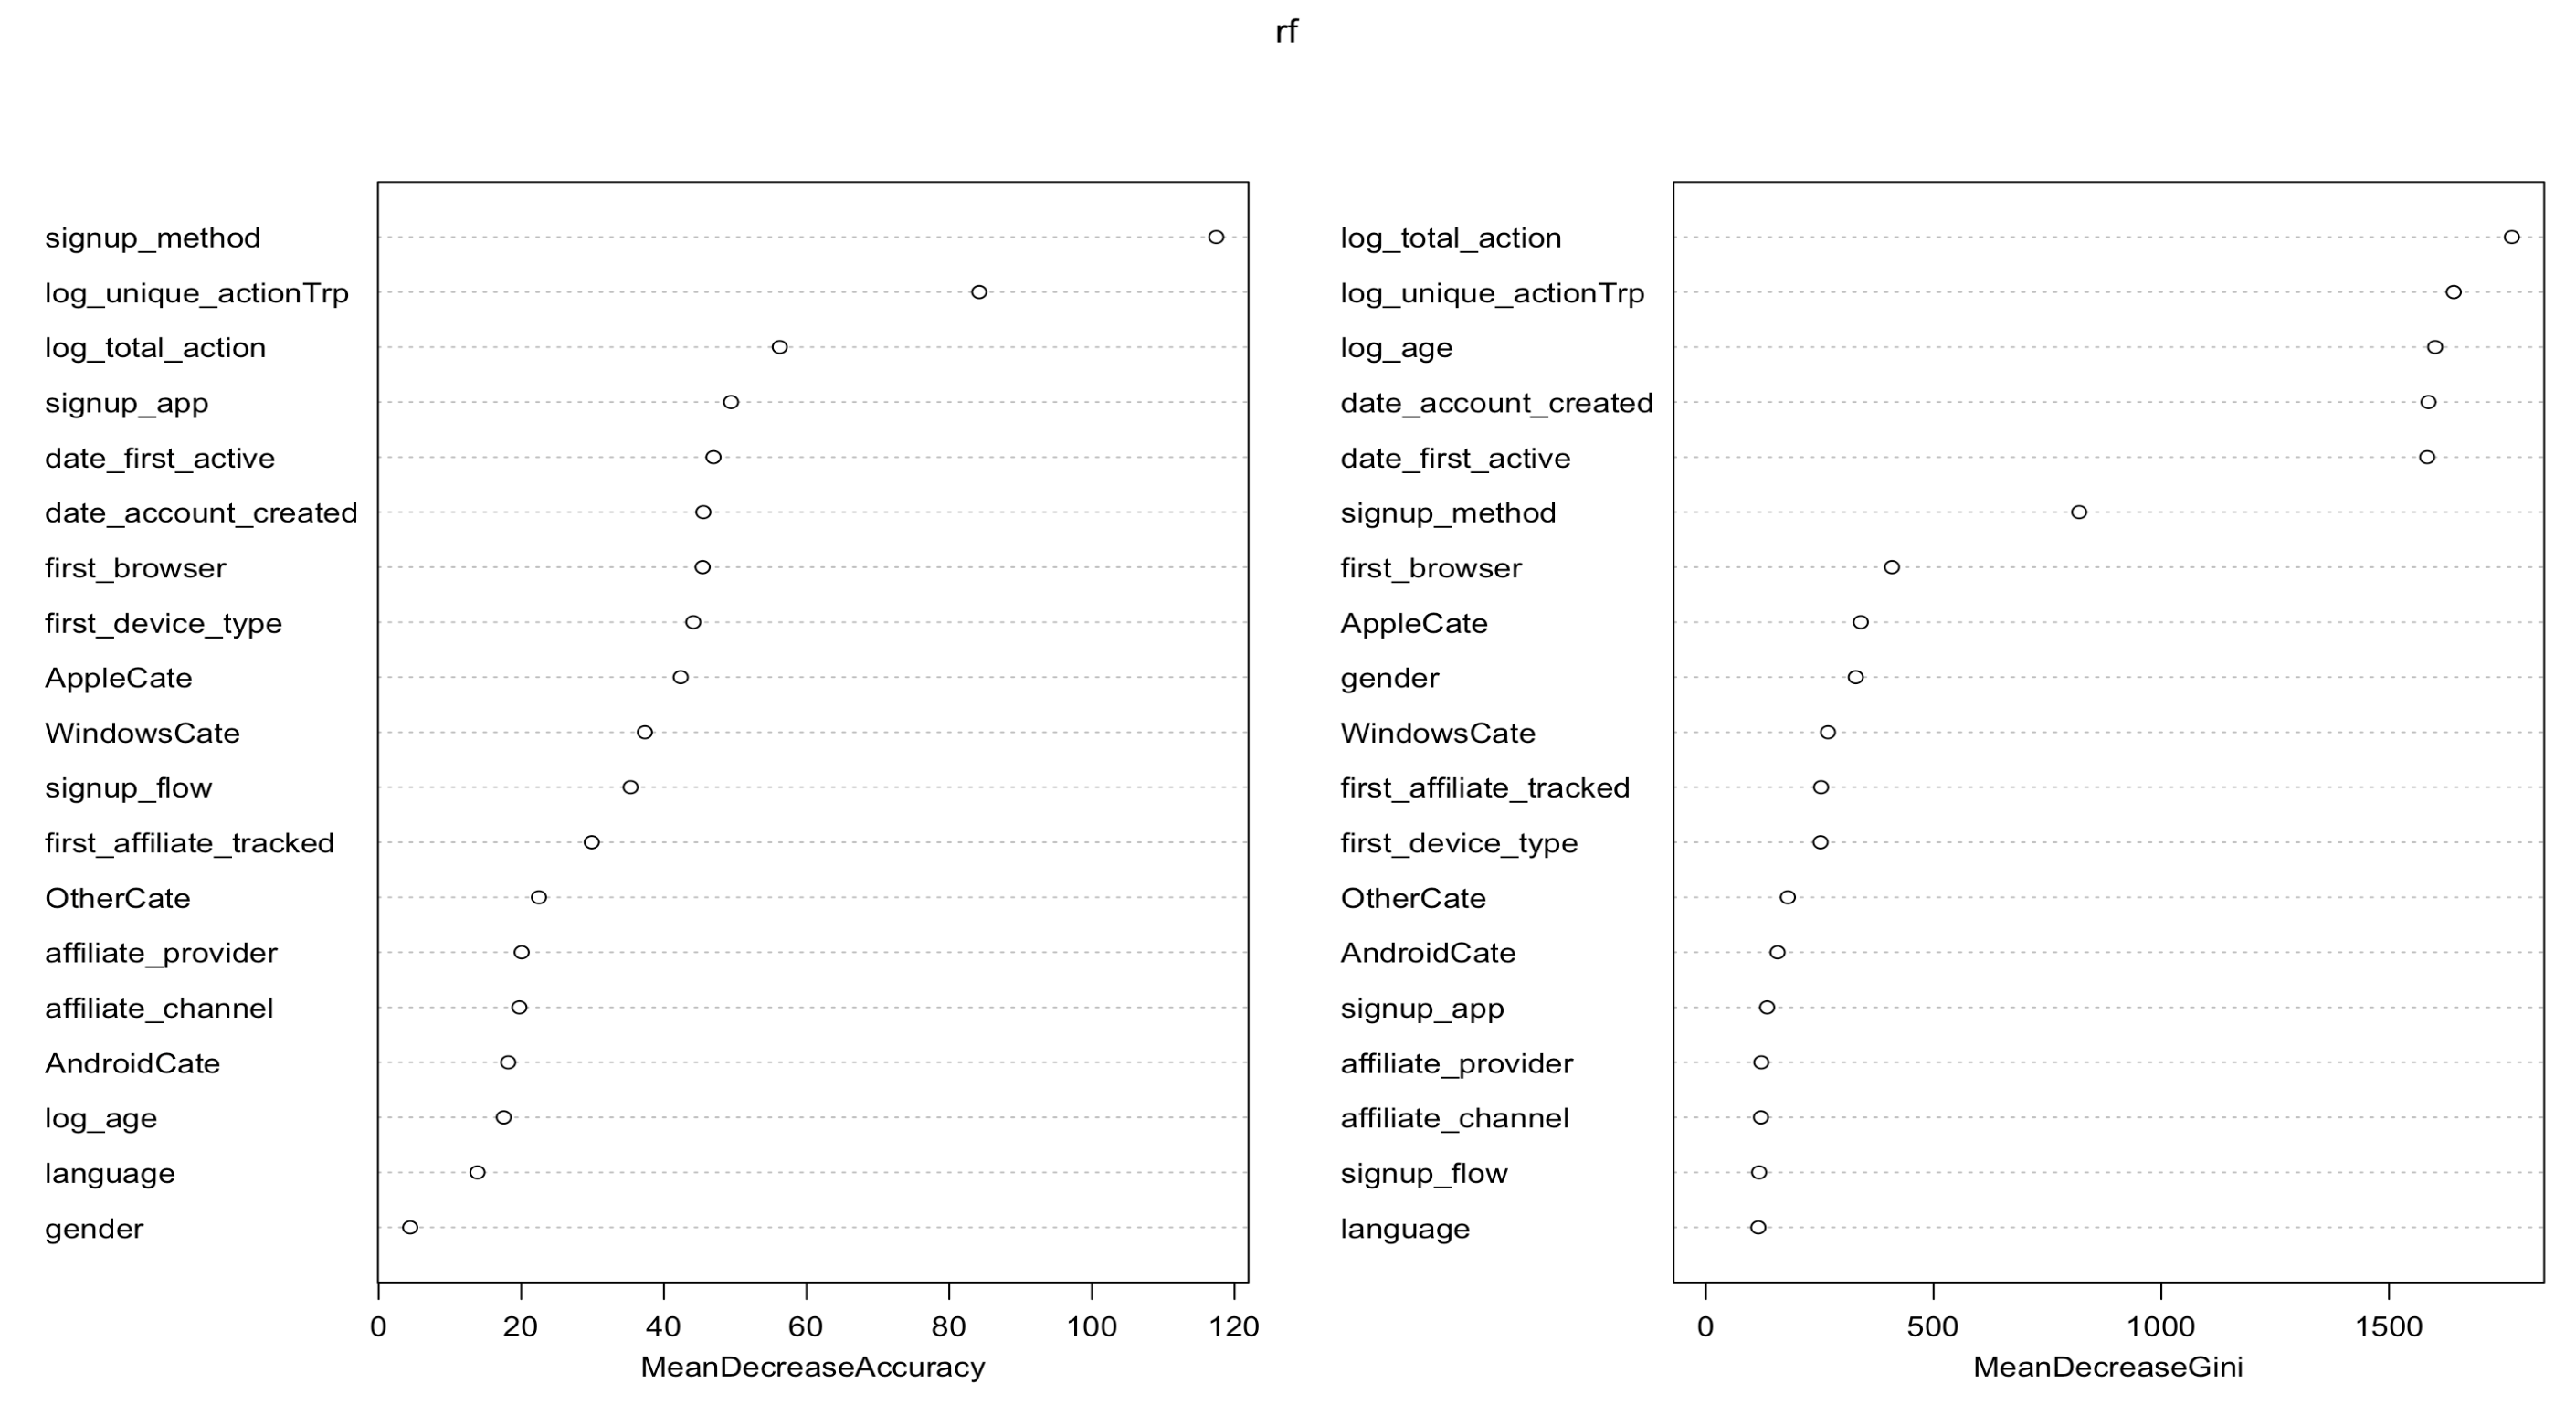 rf
signup_method
log_unique_actionTrp
log_total_action
signup_app
date_first_active
date_account_created
first_browser
first_device_type
AppleCate
WindowsCate
signup_flow
first_affiliate_tracked
OtherCate
affiliate_provider
affiliate_channel
AndroidCate
log_age
language
gender
0 20 40 60 80 100 120
MeanDecreaseAccuracy
log_total_action
log_unique_actionTrp
log_age
date_account_created
date_first_active
signup_method
first_browser
AppleCate
gender
WindowsCate
first_affiliate_tracked
first_device_type
OtherCate
AndroidCate
signup_app
affiliate_provider
affiliate_channel
signup_flow
language
0 500 1000 1500
MeanDecreaseGini